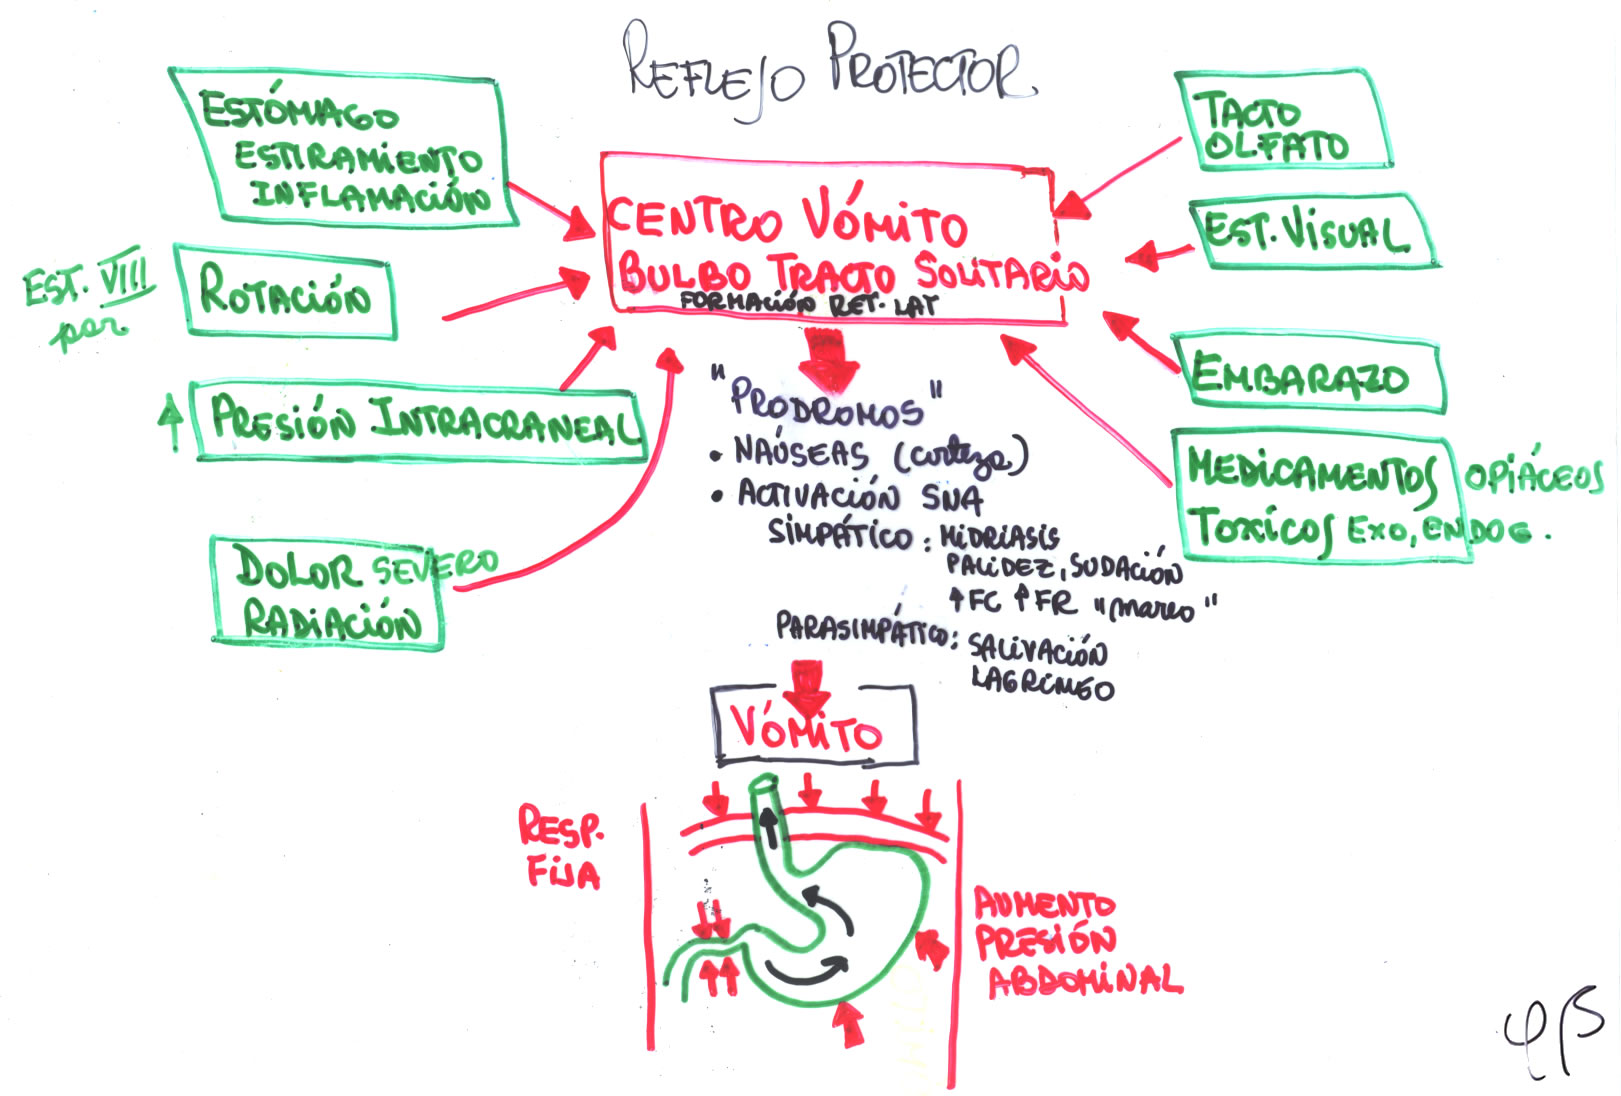 REFLEJO PROTECTOR
ESTÓMAGO
ESTIRAMIENTO
INFLAMACIÓN
EST. VIII
par
ROTACIÓN
↑ PRESIÓN INTRACRANEAL
DOLOR SEVERO
RADIACIÓN
CENTRO VÓMITO
BULBO TRACTO SOLITARIO
FORMACIÓN RET. LAT
TACTO
OLFATO
EST. VISUAL
EMBARAZO
MEDICAMENTOS OPIÁCEOS
TOXICOS EXO, ENDOG.
"PRODROMOS"
• NAÚSEAS (corteza)
• ACTIVACIÓN SNA
SIMPÁTICO: MIDRIASIS
PALIDEZ, SUDACIÓN
↑FC ↑FR "mareo"
PARASIMPÁTICO: SALIVACIÓN
LAGRIMEO
VÓMITO
RESP.
FIJA
AUMENTO
PRESIÓN
ABDOMINAL